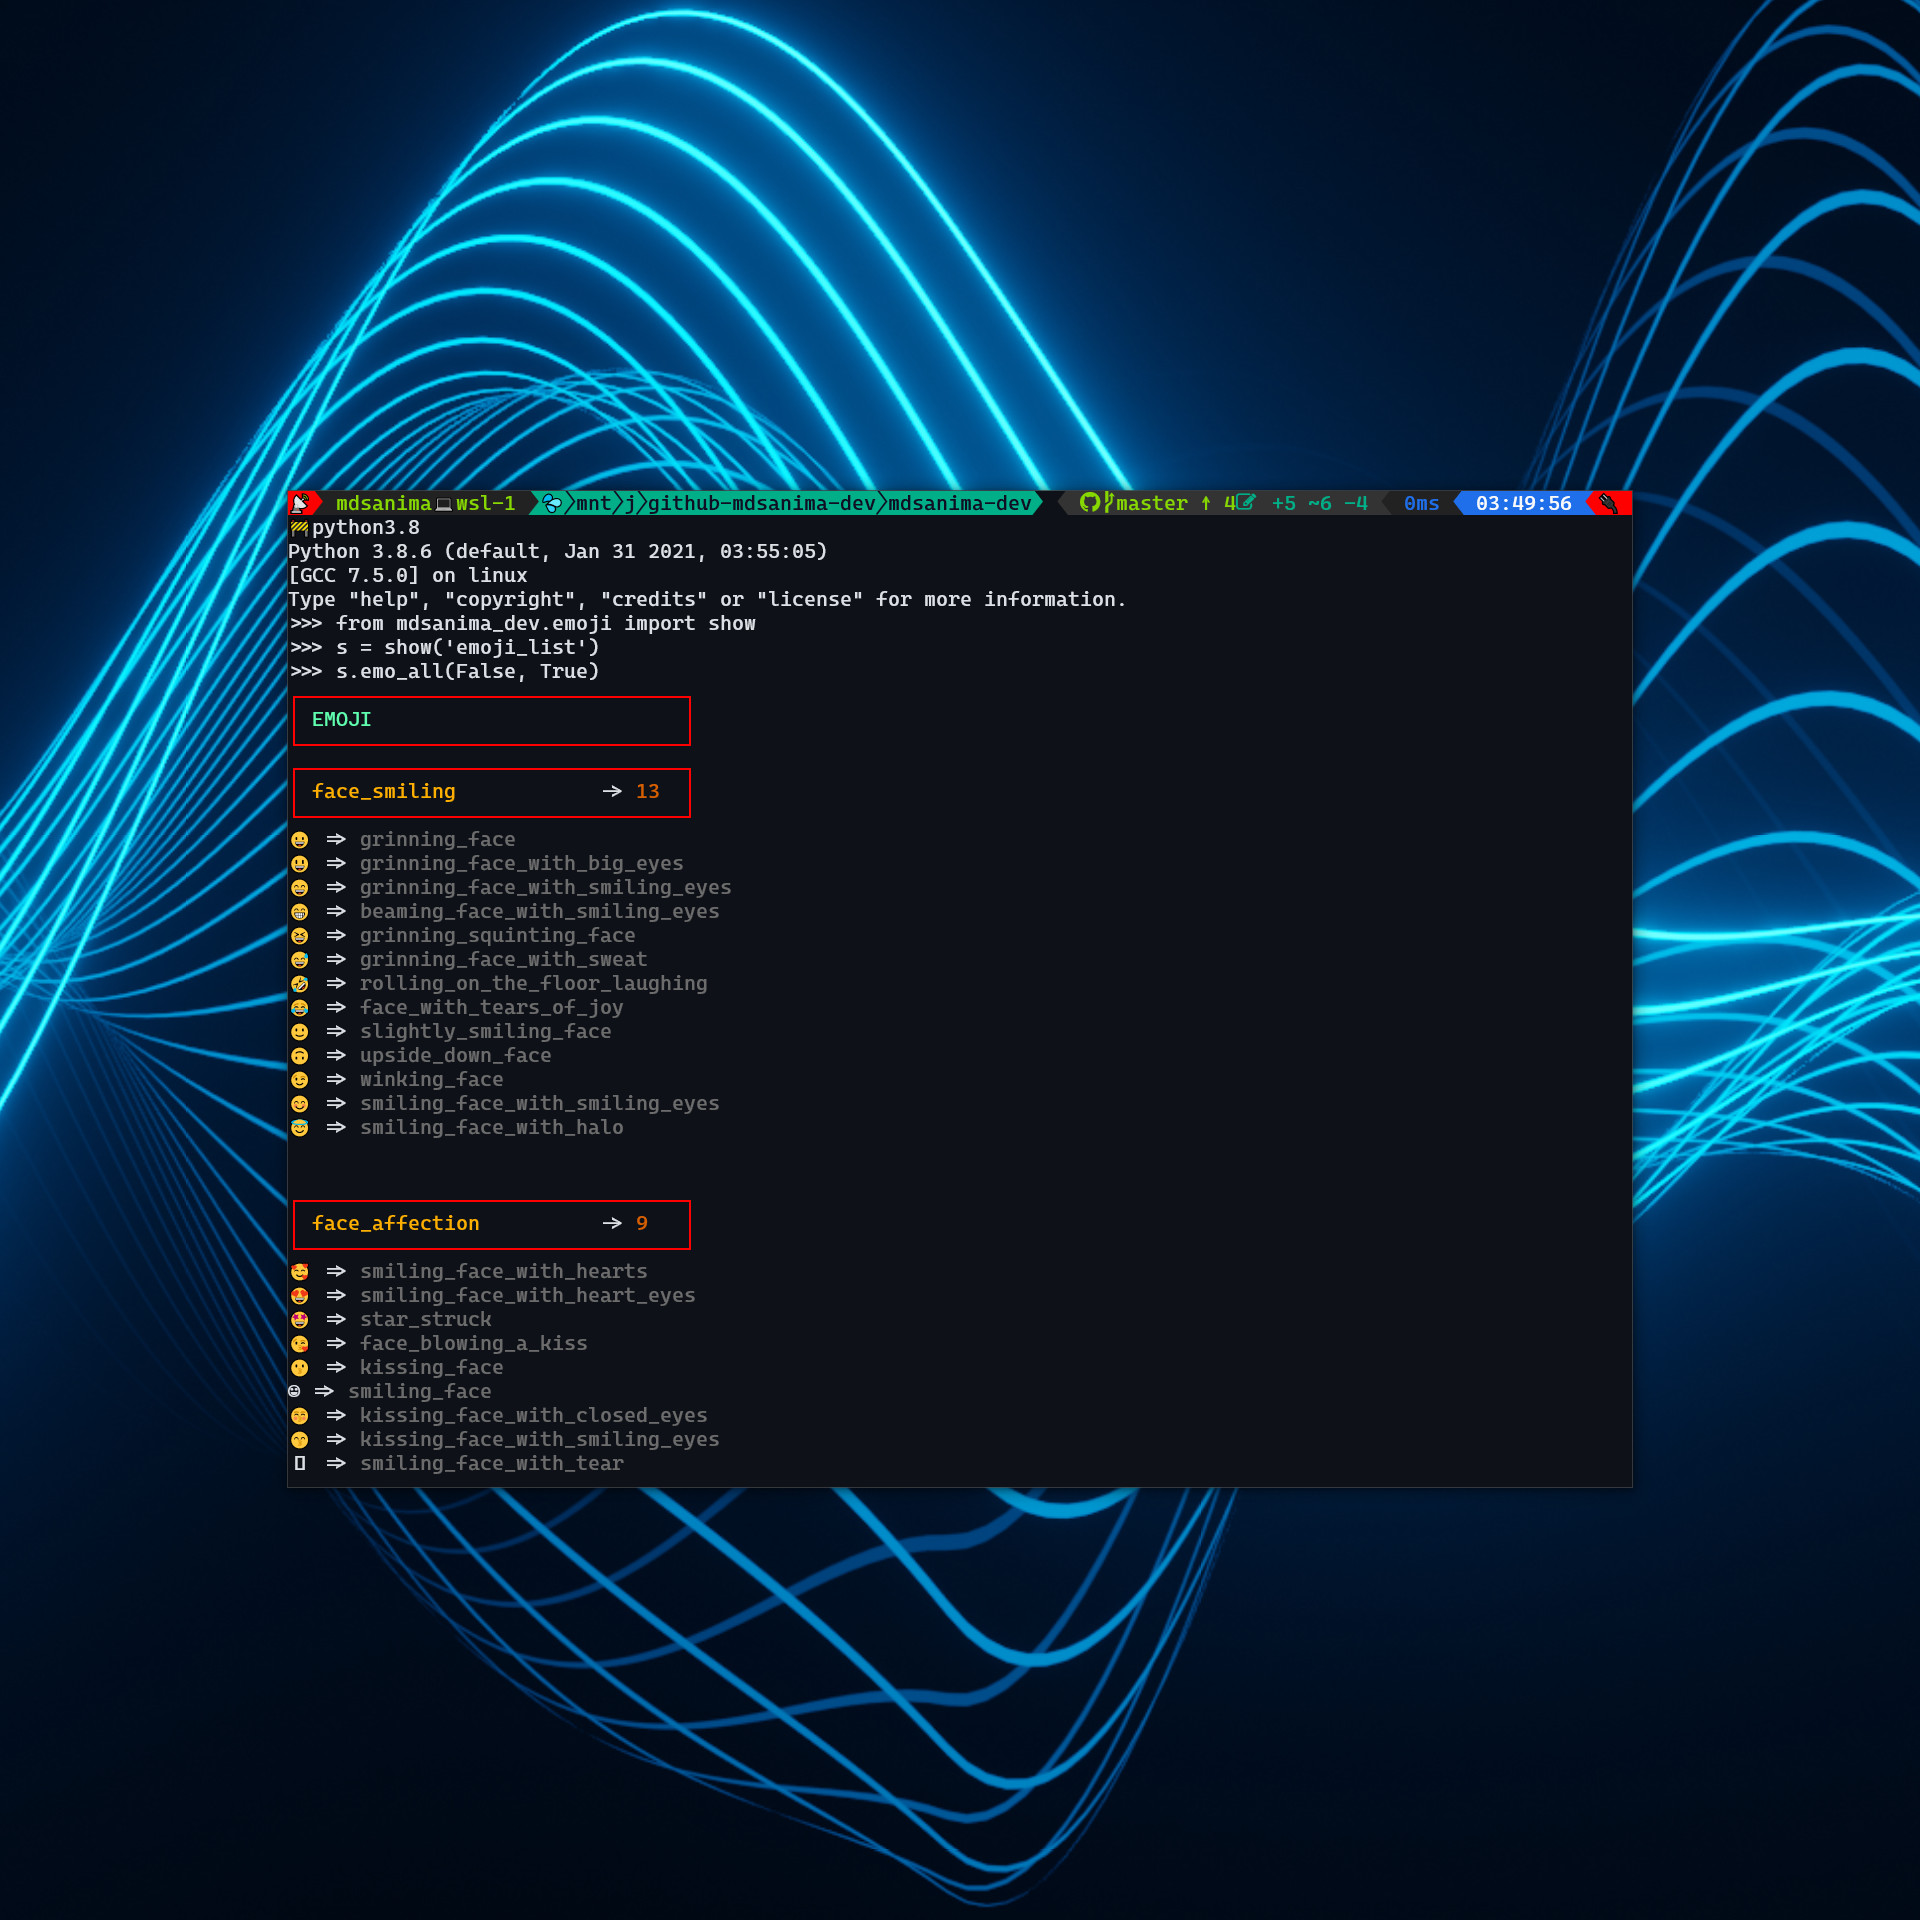 mdsanima💻wsl-1 mnt j github-mdsanima-dev mdsanima-dev master ↑ 4 +5 ~6 -4 0ms 03:49:56
🚧python3.8
Python 3.8.6 (default, Jan 31 2021, 03:55:05)
[GCC 7.5.0] on linux
Type "help", "copyright", "credits" or "license" for more information.
>>> from mdsanima_dev.emoji import show
>>> s = show('emoji_list')
>>> s.emo_all(False, True)
EMOJI
face_smiling -> 13
😀 => grinning_face
😃 => grinning_face_with_big_eyes
😄 => grinning_face_with_smiling_eyes
😁 => beaming_face_with_smiling_eyes
😆 => grinning_squinting_face
😅 => grinning_face_with_sweat
🤣 => rolling_on_the_floor_laughing
😂 => face_with_tears_of_joy
🙂 => slightly_smiling_face
🙃 => upside_down_face
😉 => winking_face
😊 => smiling_face_with_smiling_eyes
😇 => smiling_face_with_halo
face_affection -> 9
🥰 => smiling_face_with_hearts
😍 => smiling_face_with_heart_eyes
🤩 => star_struck
😘 => face_blowing_a_kiss
😗 => kissing_face
☺ => smiling_face
😚 => kissing_face_with_closed_eyes
😙 => kissing_face_with_smiling_eyes
▯ => smiling_face_with_tear